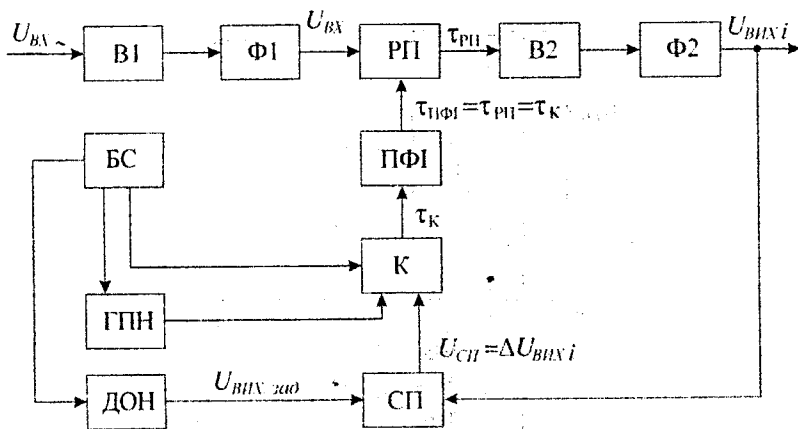 U_ВХ ~
U_ВХ
τ_РП
U_ВИХ i
В1
Ф1
РП
В2
Ф2
τ_ПФІ=τ_РП=τ_К
БС
ПФІ
τ_К
К
ГПН
U_СП=ΔU_ВИХ i
U_ВИХ зад
ДОН
СП